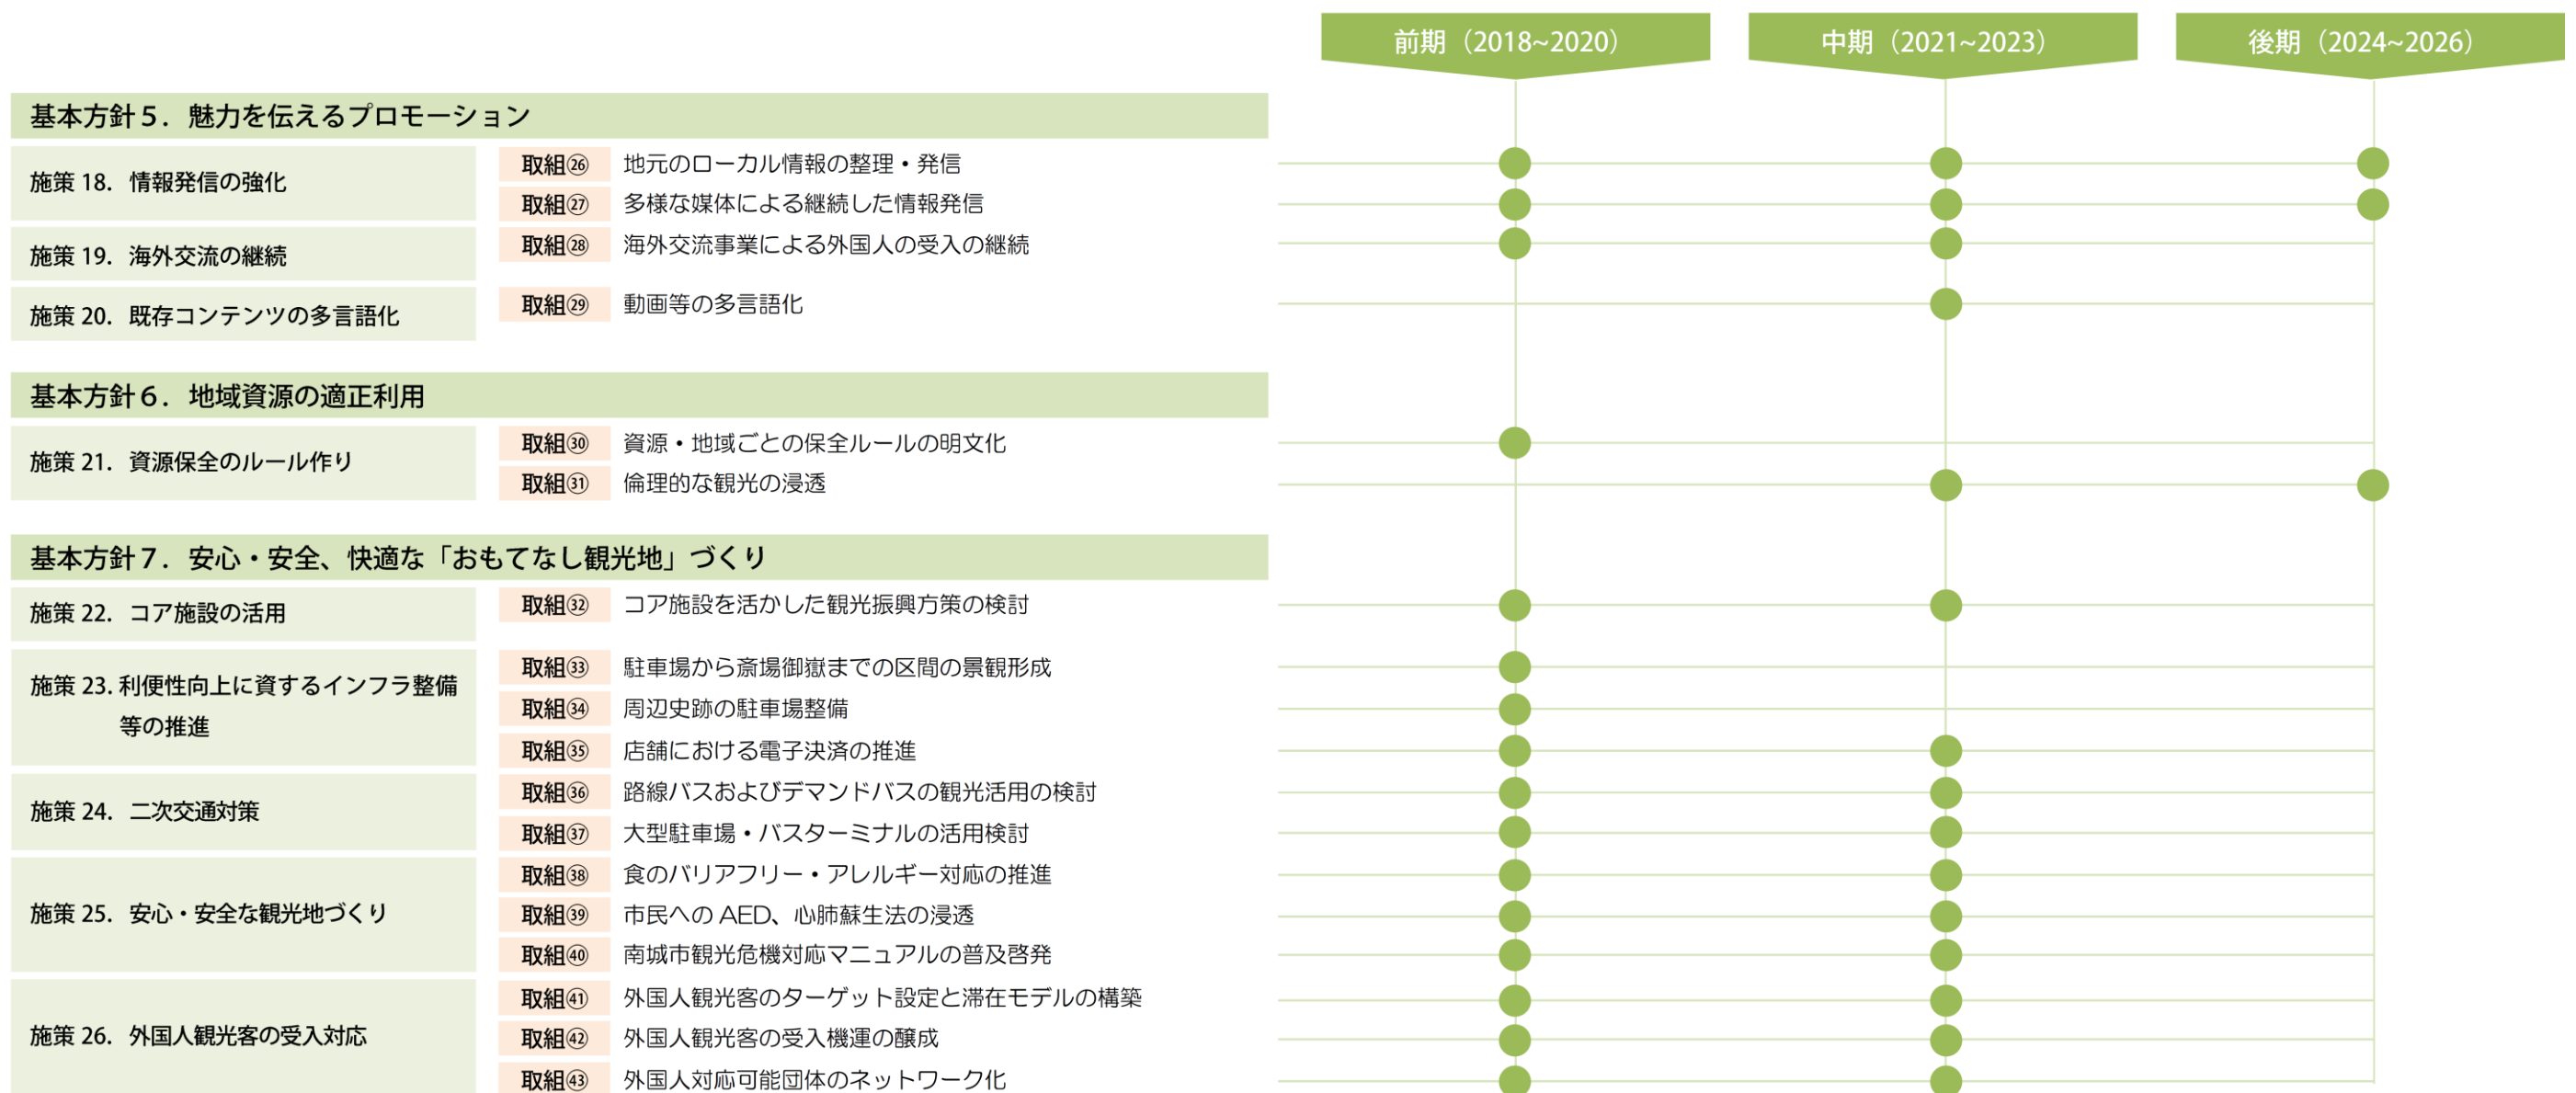 前期（2018~2020）
中期（2021~2023）
後期（2024~2026）
基本方針５．魅力を伝えるプロモーション
施策 18．情報発信の強化
取組㉖ 地元のローカル情報の整理・発信
取組㉗ 多様な媒体による継続した情報発信
施策 19．海外交流の継続
取組㉘ 海外交流事業による外国人の受入の継続
施策 20．既存コンテンツの多言語化
取組㉙ 動画等の多言語化
基本方針６．地域資源の適正利用
施策 21．資源保全のルール作り
取組㉚ 資源・地域ごとの保全ルールの明文化
取組㉛ 倫理的な観光の浸透
基本方針７．安心・安全、快適な「おもてなし観光地」づくり
施策 22．コア施設の活用
取組㉜ コア施設を活かした観光振興方策の検討
施策 23．利便性向上に資するインフラ整備
等の推進
取組㉝ 駐車場から斎場御嶽までの区間の景観形成
取組㉞ 周辺史跡の駐車場整備
取組㉟ 店舗における電子決済の推進
施策 24．二次交通対策
取組㊱ 路線バスおよびデマンドバスの観光活用の検討
取組㊲ 大型駐車場・バスターミナルの活用検討
施策 25．安心・安全な観光地づくり
取組㊳ 食のバリアフリー・アレルギー対応の推進
取組㊴ 市民への AED、心肺蘇生法の浸透
取組㊵ 南城市観光危機対応マニュアルの普及啓発
施策 26．外国人観光客の受入対応
取組㊶ 外国人観光客のターゲット設定と滞在モデルの構築
取組㊷ 外国人観光客の受入機運の醸成
取組㊸ 外国人対応可能団体のネットワーク化